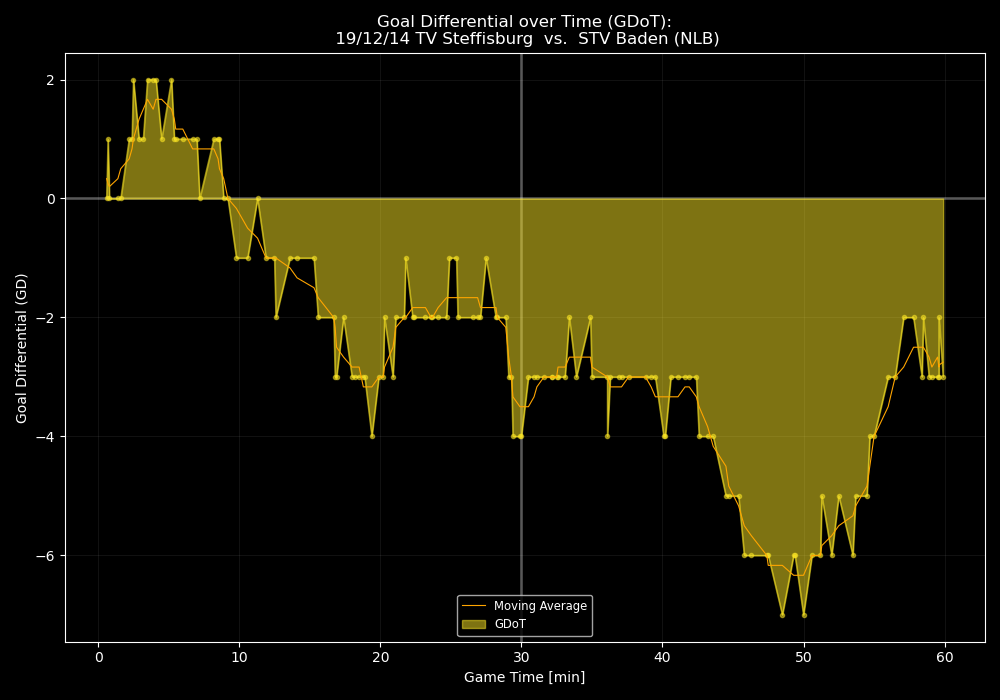 Goal Differential over Time (GDoT):
19/12/14 TV Steffisburg  vs.  STV Baden (NLB)
Goal Differential (GD)
2
0
−2
−4
−6
Moving Average
GDoT
0 10 20 30 40 50 60
Game Time [min]